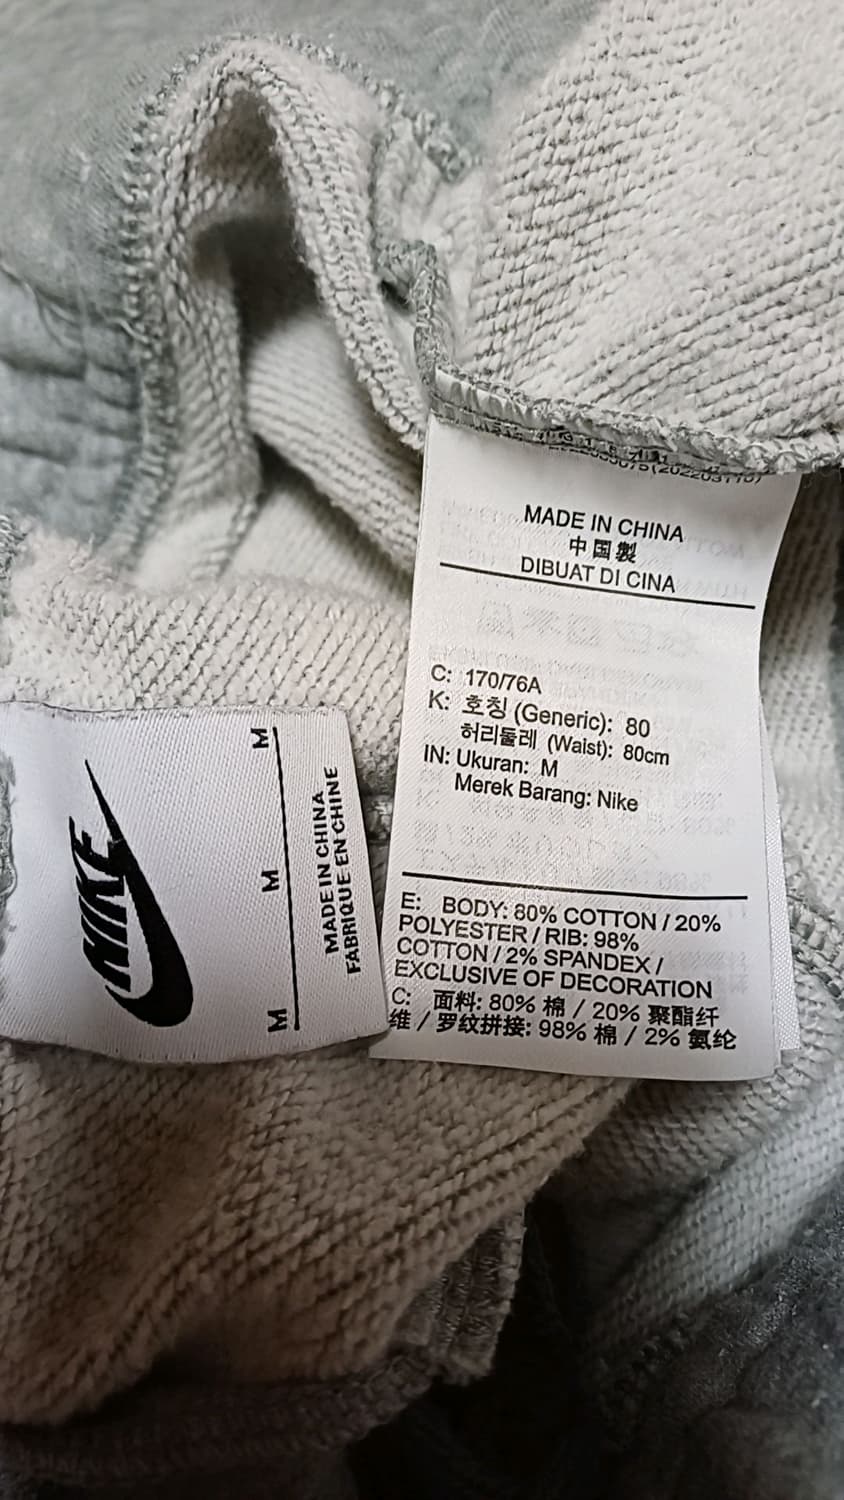 MADE IN CHINA
中国製
DIBUAT DI CINA
C: 170/76A
K: 호칭 (Generic): 80
허리둘레 (Waist): 80cm
IN: Ukuran: M
Merek Barang: Nike
E: BODY: 80% COTTON / 20%
POLYESTER / RIB: 98%
COTTON / 2% SPANDEX /
EXCLUSIVE OF DECORATION
C: 面料: 80% 棉 / 20% 聚酯纤
维 / 罗纹拼接: 98% 棉 / 2% 氨纶
NIKE
M
M
M
MADE IN CHINA
FABRIQUE EN CHINE